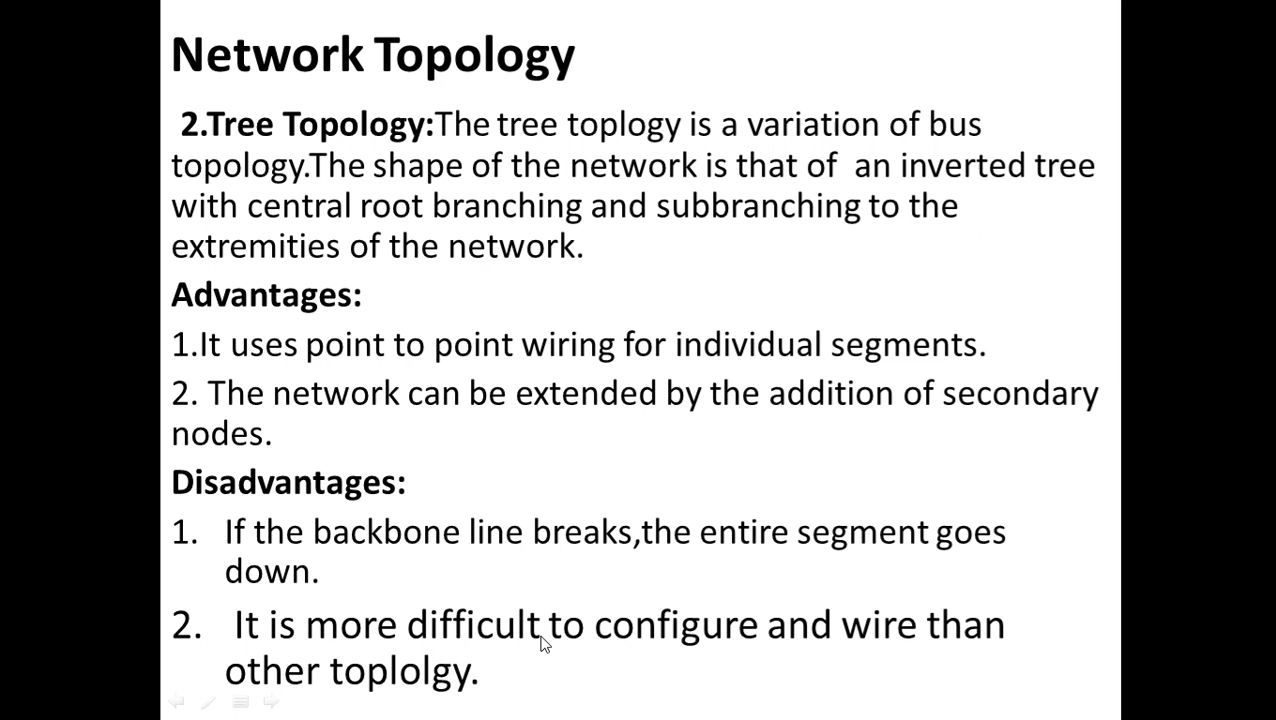 Network Topology
2.Tree Topology:The tree toplogy is a variation of bus
topology.The shape of the network is that of an inverted tree
with central root branching and subbranching to the
extremities of the network.
Advantages:
1.It uses point to point wiring for individual segments.
2. The network can be extended by the addition of secondary
nodes.
Disadvantages:
1. If the backbone line breaks,the entire segment goes
down.
2. It is more difficult to configure and wire than
other toplolgy.